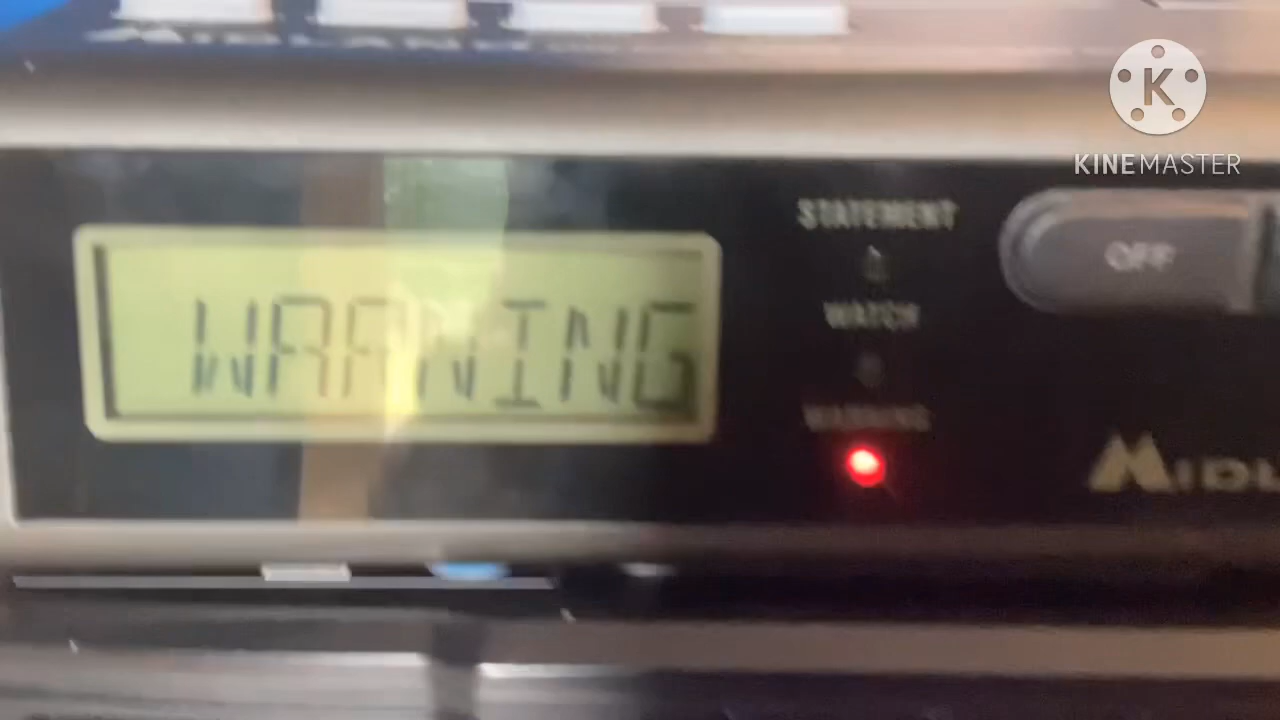 K
KINEMASTER
STATEMENT
OFF
WATCH
WARNING
WARNING
MIDL